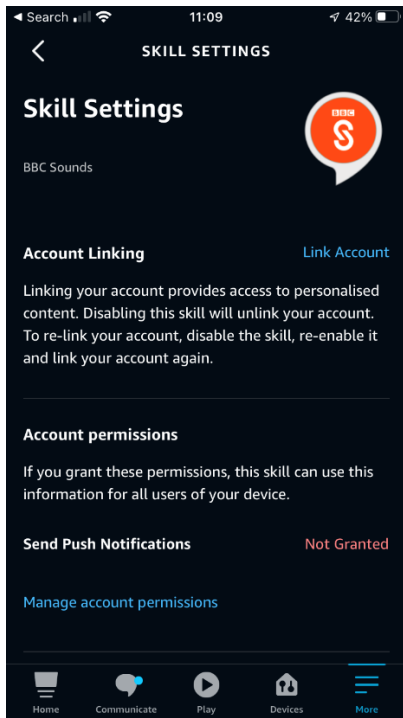 Search 11:09 42%
SKILL SETTINGS
Skill Settings
BBC
S
BBC Sounds
Account Linking Link Account
Linking your account provides access to personalised
content. Disabling this skill will unlink your account.
To re-link your account, disable the skill, re-enable it
and link your account again.
Account permissions
If you grant these permissions, this skill can use this
information for all users of your device.
Send Push Notifications Not Granted
Manage account permissions
Home Communicate Play Devices More